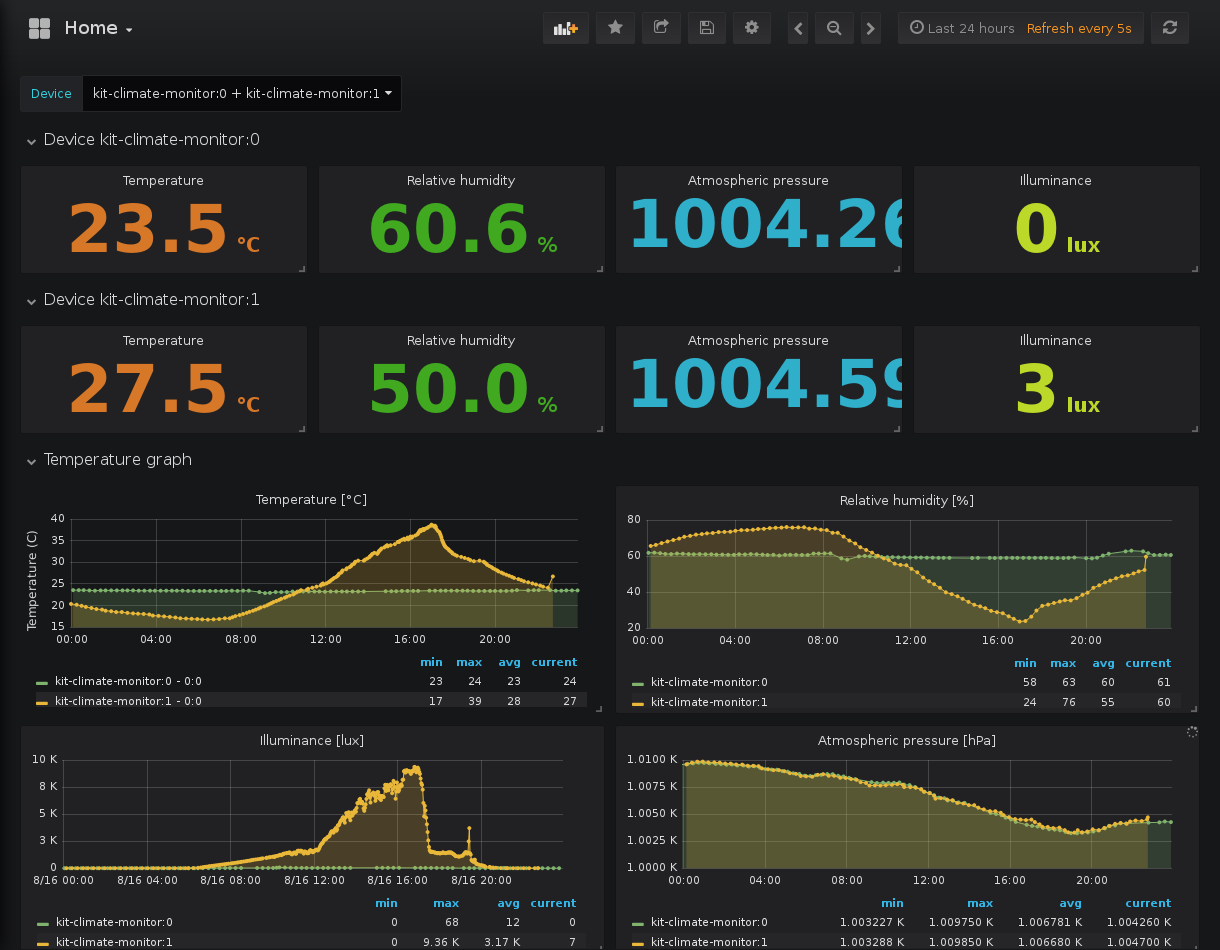 Home
Last 24 hours Refresh every 5s
Device kit-climate-monitor:0 + kit-climate-monitor:1
Device kit-climate-monitor:0
Temperature Relative humidity Atmospheric pressure Illuminance
23.5 °C 60.6 % 1004.26 0 lux
Device kit-climate-monitor:1
Temperature Relative humidity Atmospheric pressure Illuminance
27.5 °C 50.0 % 1004.59 3 lux
Temperature graph
Temperature [°C]
Temperature (C)
40
35
30
25
20
15
00:00 04:00 08:00 12:00 16:00 20:00
min max avg current
kit-climate-monitor:0 - 0:0 23 24 23 24
kit-climate-monitor:1 - 0:0 17 39 28 27
Relative humidity [%]
80
60
40
20
00:00 04:00 08:00 12:00 16:00 20:00
min max avg current
kit-climate-monitor:0 58 63 60 61
kit-climate-monitor:1 24 76 55 60
Illuminance [lux]
10 K
8 K
5 K
3 K
0
8/16 00:00 8/16 04:00 8/16 08:00 8/16 12:00 8/16 16:00 8/16 20:00
min max avg current
kit-climate-monitor:0 0 68 12 0
kit-climate-monitor:1 0 9.36 K 3.17 K 7
Atmospheric pressure [hPa]
1.0100 K
1.0075 K
1.0050 K
1.0025 K
1.0000 K
00:00 04:00 08:00 12:00 16:00 20:00
min max avg current
kit-climate-monitor:0 1.003227 K 1.009750 K 1.006781 K 1.004260 K
kit-climate-monitor:1 1.003288 K 1.009850 K 1.006680 K 1.004700 K